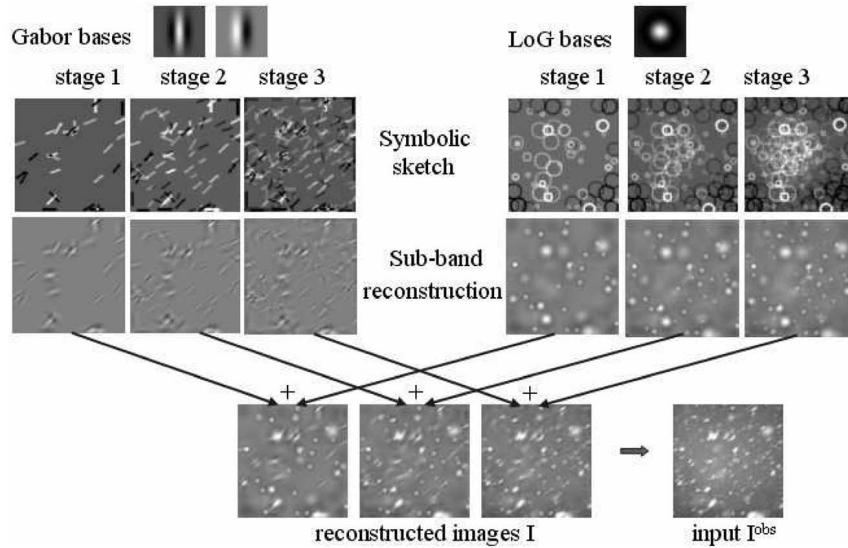 Gabor bases
LoG bases
stage 1 stage 2 stage 3
stage 1 stage 2 stage 3
Symbolic
sketch
Sub-band
reconstruction
+ + +
reconstructed images I
input I^obs